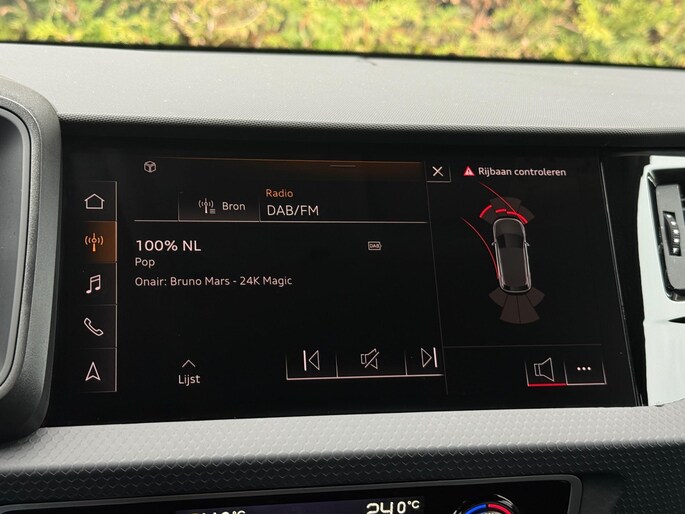 Rijbaan controleren
Radio
Bron
DAB/FM
100% NL
DAB
Pop
Onair: Bruno Mars - 24K Magic
Lijst
24.0°C